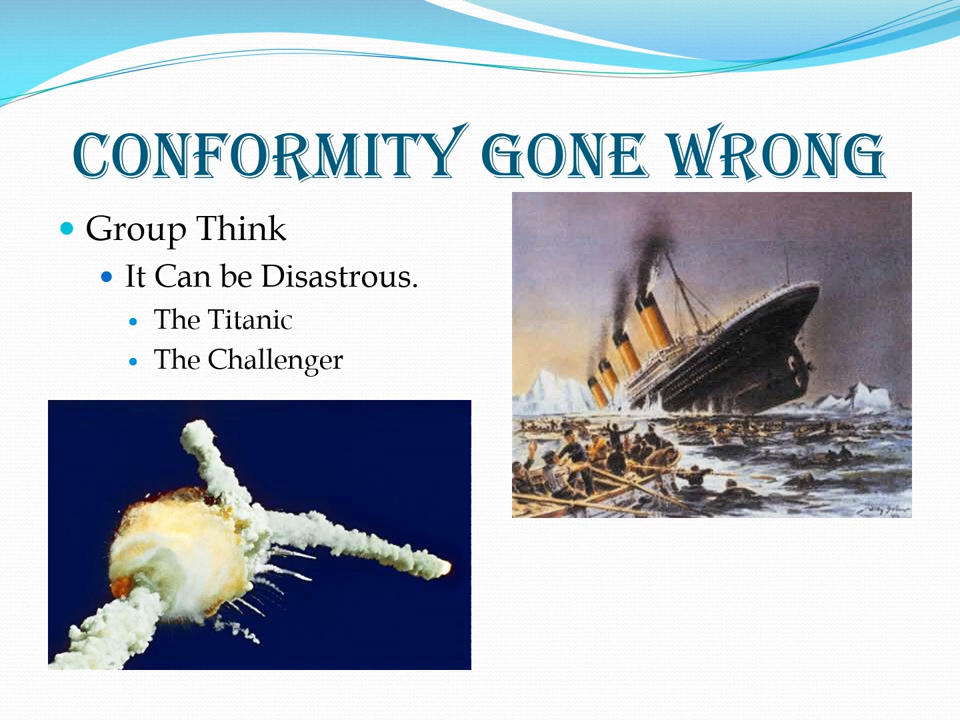 Conformity Gone Wrong
Group Think
It Can be Disastrous.
The Titanic
The Challenger